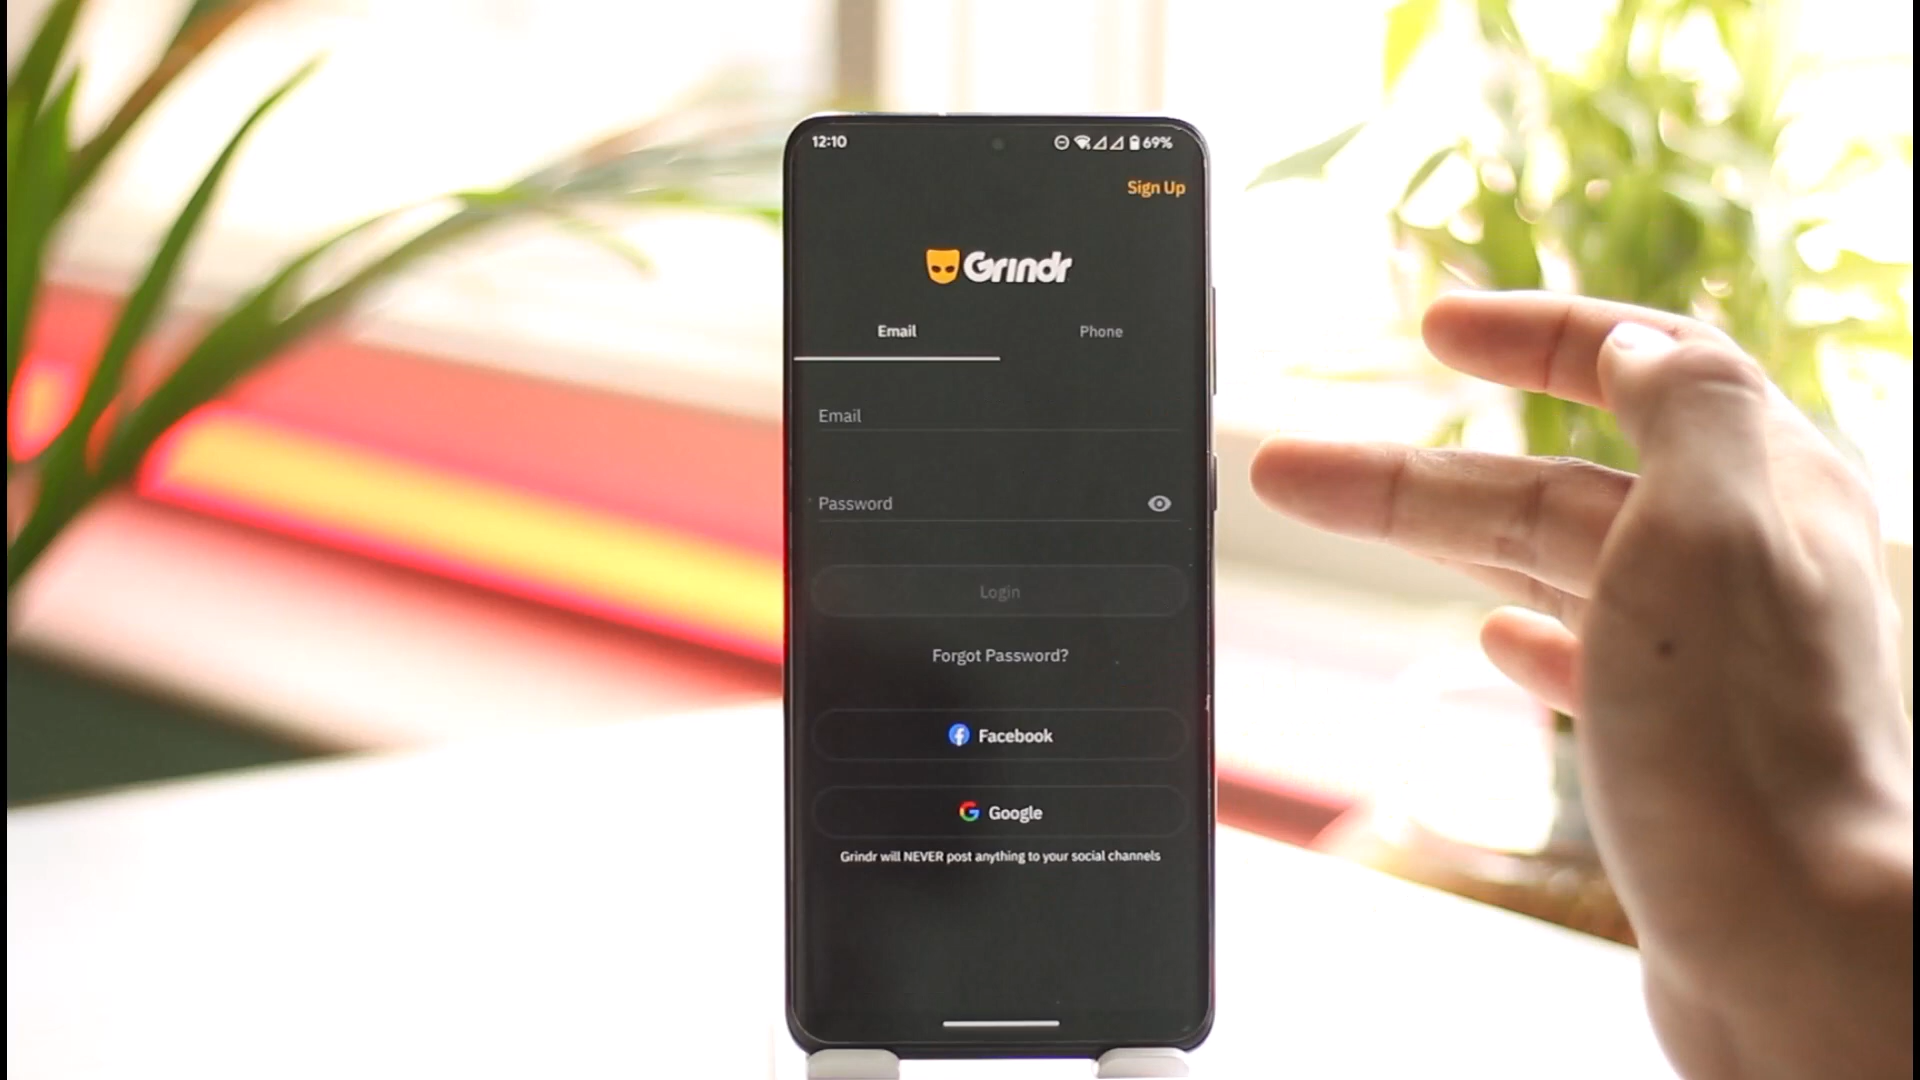 12:10 69%
Sign Up
Grindr
Email Phone
Email
Password
Login
Forgot Password?
Facebook
Google
Grindr will NEVER post anything to your social channels